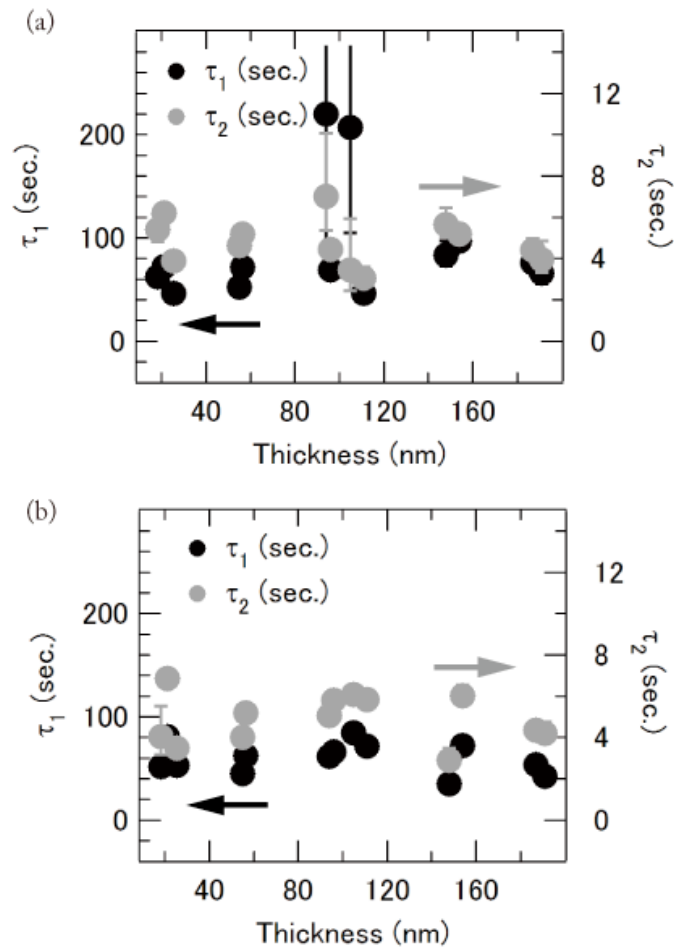 (a)
τ1 (sec.)
τ2 (sec.)
200
100
0
τ1 (sec.)
12
8
4
0
τ2 (sec.)
40 80 120 160
Thickness (nm)
(b)
τ1 (sec.)
τ2 (sec.)
200
100
0
τ1 (sec.)
12
8
4
0
τ2 (sec.)
40 80 120 160
Thickness (nm)